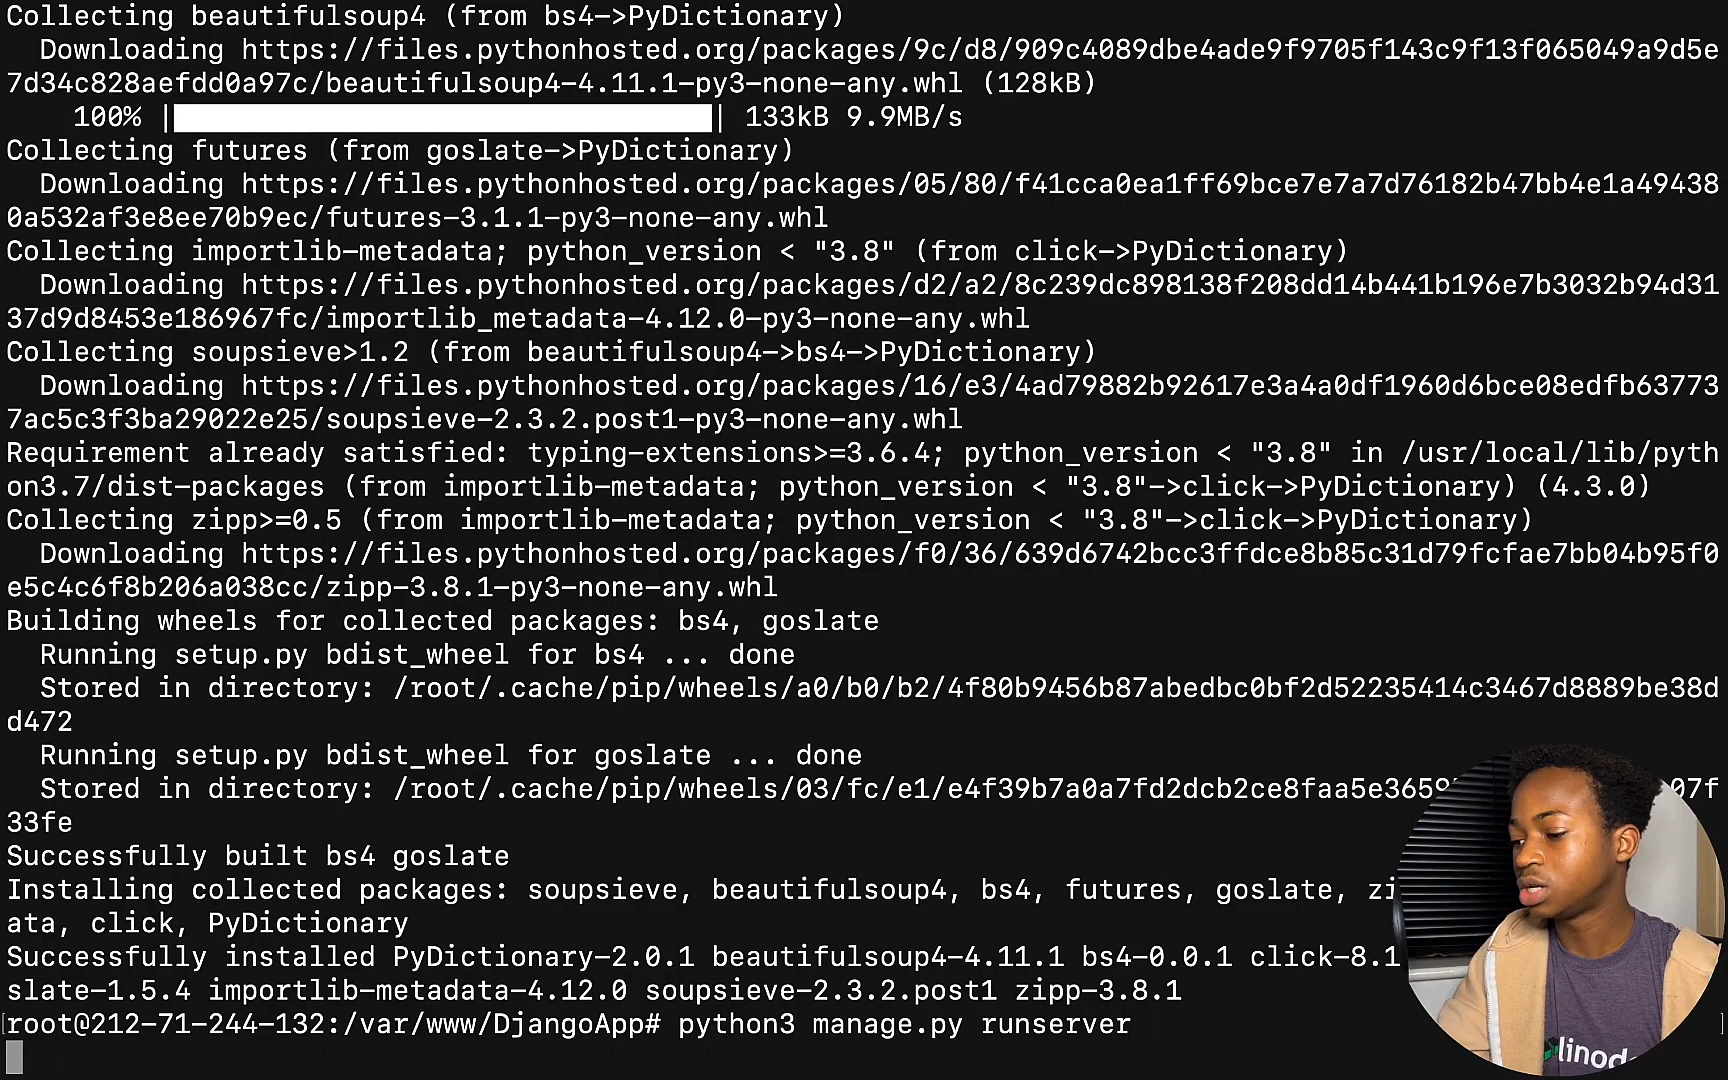 Collecting beautifulsoup4 (from bs4->PyDictionary)
  Downloading https://files.pythonhosted.org/packages/9c/d8/909c4089dbe4ade9f9705f143c9f13f065049a9d5e
7d34c828aefdd0a97c/beautifulsoup4-4.11.1-py3-none-any.whl (128kB)
    100% || 133kB 9.9MB/s
Collecting futures (from goslate->PyDictionary)
  Downloading https://files.pythonhosted.org/packages/05/80/f41cca0ea1ff69bce7e7a7d76182b47bb4e1a49438
0a532af3e8ee70b9ec/futures-3.1.1-py3-none-any.whl
Collecting importlib-metadata; python_version < "3.8" (from click->PyDictionary)
  Downloading https://files.pythonhosted.org/packages/d2/a2/8c239dc898138f208dd14b441b196e7b3032b94d31
37d9d8453e186967fc/importlib_metadata-4.12.0-py3-none-any.whl
Collecting soupsieve>1.2 (from beautifulsoup4->bs4->PyDictionary)
  Downloading https://files.pythonhosted.org/packages/16/e3/4ad79882b92617e3a4a0df1960d6bce08edfb63773
7ac5c3f3ba29022e25/soupsieve-2.3.2.post1-py3-none-any.whl
Requirement already satisfied: typing-extensions>=3.6.4; python_version < "3.8" in /usr/local/lib/pyth
on3.7/dist-packages (from importlib-metadata; python_version < "3.8"->click->PyDictionary) (4.3.0)
Collecting zipp>=0.5 (from importlib-metadata; python_version < "3.8"->click->PyDictionary)
  Downloading https://files.pythonhosted.org/packages/f0/36/639d6742bcc3ffdce8b85c31d79fcfae7bb04b95f0
e5c4c6f8b206a038cc/zipp-3.8.1-py3-none-any.whl
Building wheels for collected packages: bs4, goslate
  Running setup.py bdist_wheel for bs4 ... done
  Stored in directory: /root/.cache/pip/wheels/a0/b0/b2/4f80b9456b87abedbc0bf2d52235414c3467d8889be38d
d472
  Running setup.py bdist_wheel for goslate ... done
  Stored in directory: /root/.cache/pip/wheels/03/fc/e1/e4f39b7a0a7fd2dcb2ce8faa5e365 07f
33fe
Successfully built bs4 goslate
Installing collected packages: soupsieve, beautifulsoup4, bs4, futures, goslate, zi
ata, click, PyDictionary
Successfully installed PyDictionary-2.0.1 beautifulsoup4-4.11.1 bs4-0.0.1 click-8.1
slate-1.5.4 importlib-metadata-4.12.0 soupsieve-2.3.2.post1 zipp-3.8.1
root@212-71-244-132:/var/www/DjangoApp# python3 manage.py runserver
linod